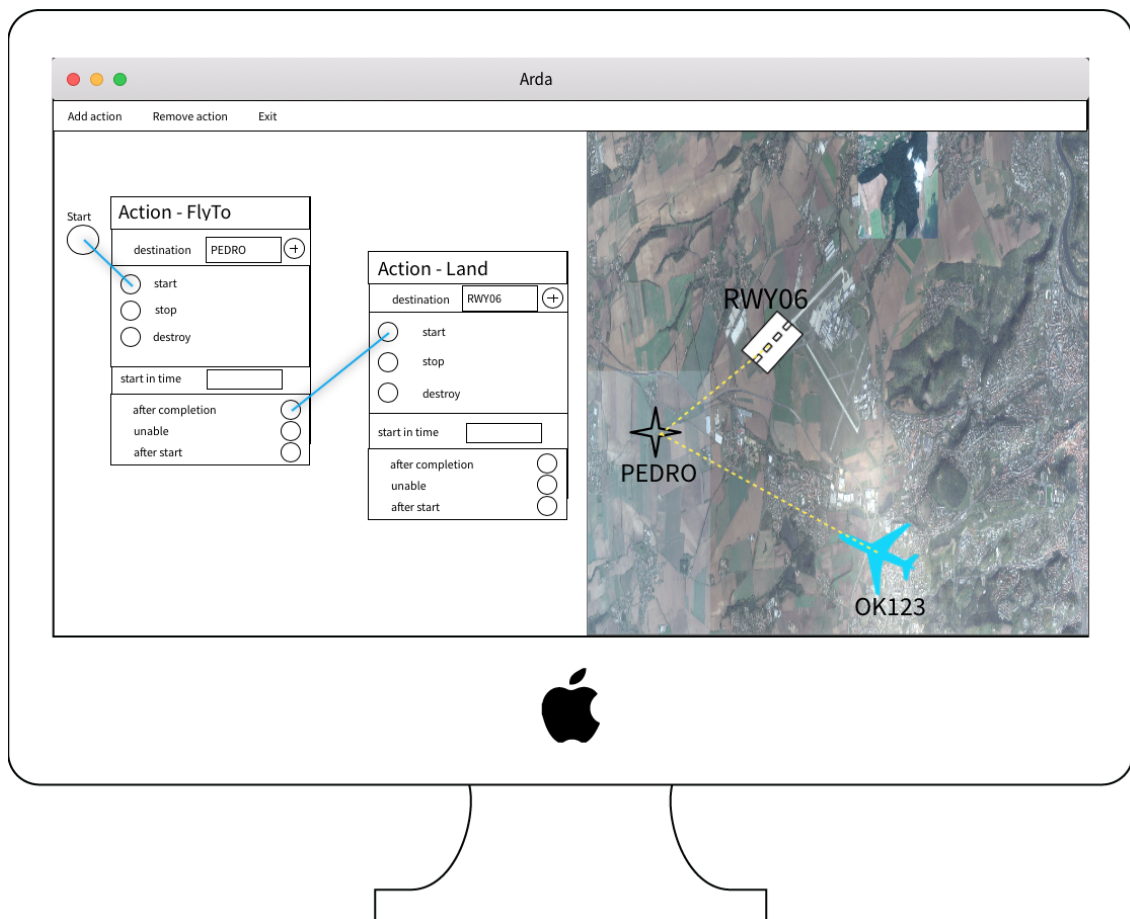 Arda
Add action Remove action Exit
Start
Action - FlyTo
destination PEDRO
start
stop
destroy
start in time
after completion
unable
after start
Action - Land
destination RWY06
start
stop
destroy
start in time
after completion
unable
after start
RWY06
PEDRO
OK123